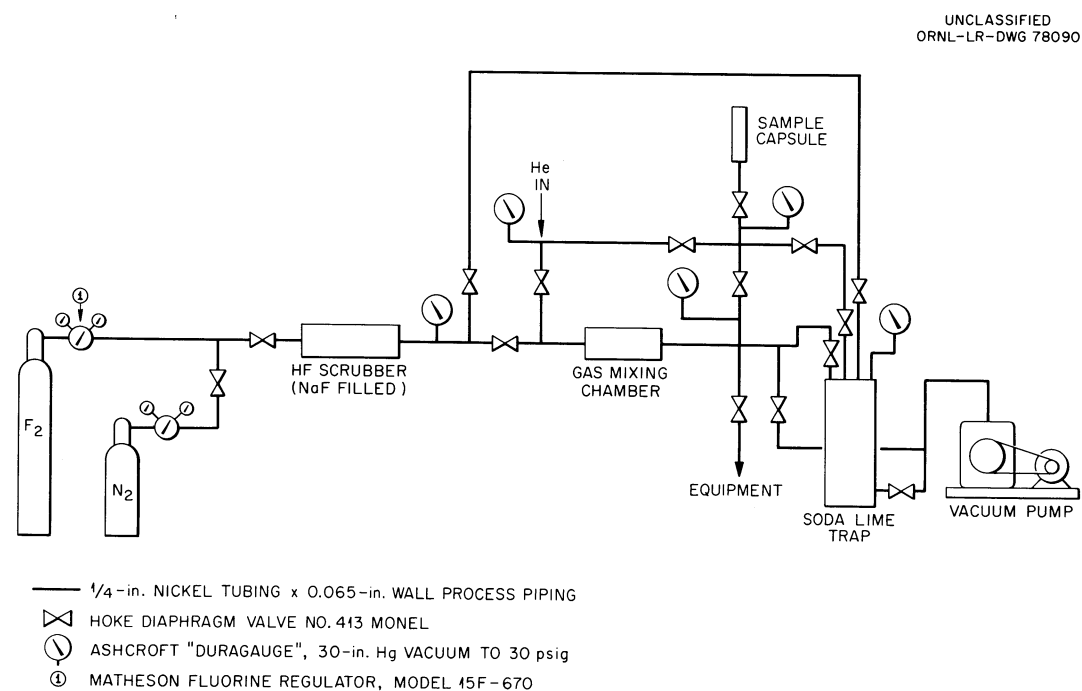 UNCLASSIFIED
ORNL-LR-DWG 78090
SAMPLE
CAPSULE
He
IN
1
HF SCRUBBER
(NaF FILLED)
GAS MIXING
CHAMBER
F2
N2
EQUIPMENT
SODA LIME
TRAP
VACUUM PUMP
1/4-in. NICKEL TUBING x 0.065-in. WALL PROCESS PIPING
HOKE DIAPHRAGM VALVE NO. 413 MONEL
ASHCROFT "DURAGAUGE", 30-in. Hg VACUUM TO 30 psig
1 MATHESON FLUORINE REGULATOR, MODEL 15F-670